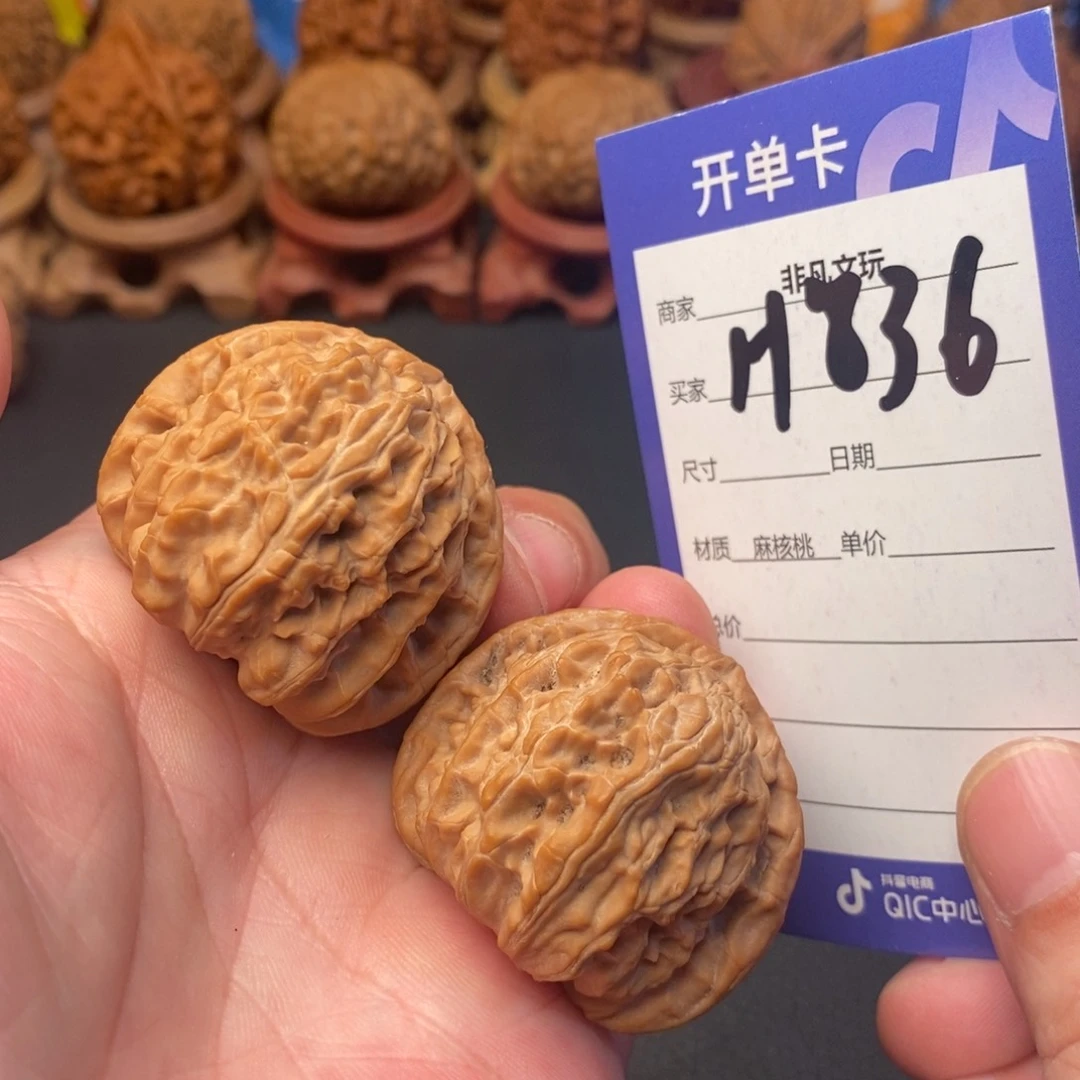 开单卡
商家 非凡文玩
H836
买家
尺寸 日期
材质 麻核桃 单价
总价
抖音电商
QIC中心